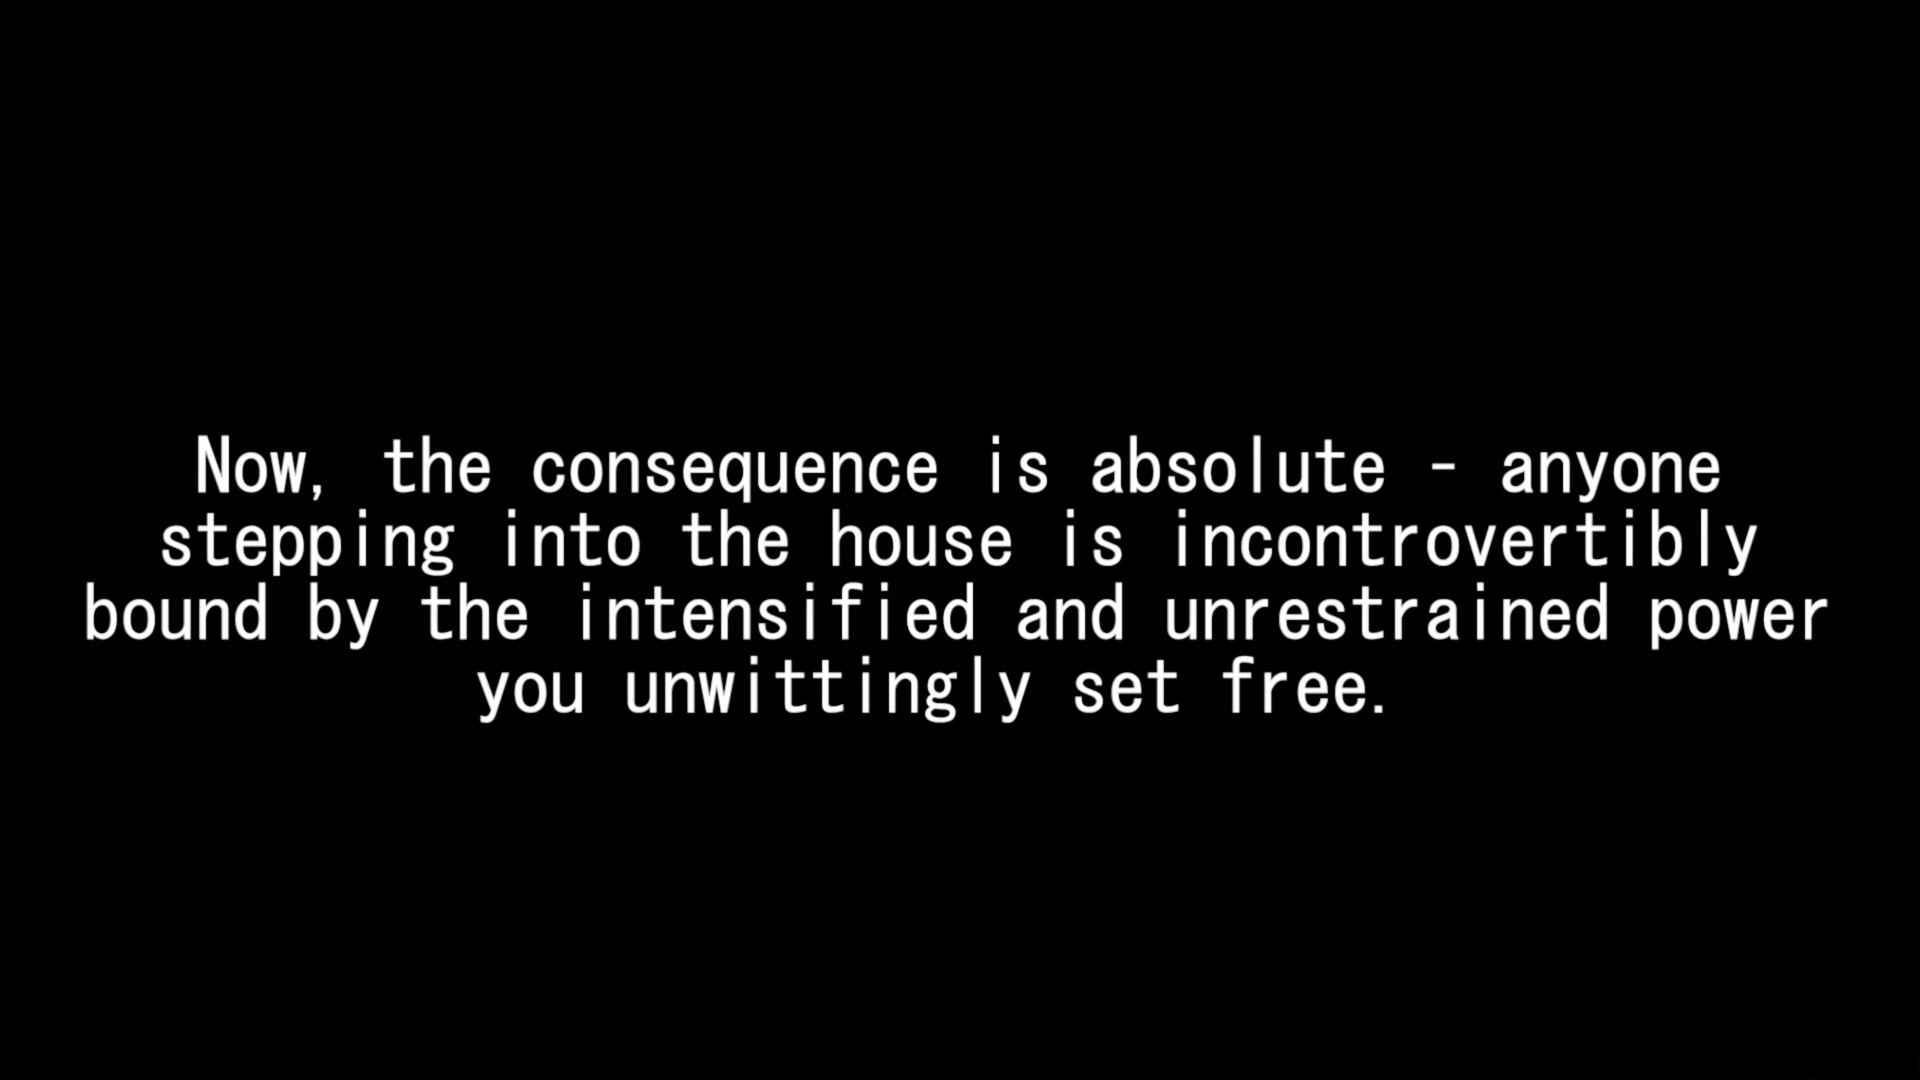 Now, the consequence is absolute - anyone
stepping into the house is incontrovertibly
bound by the intensified and unrestrained power
you unwittingly set free.